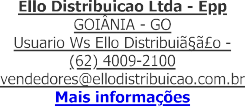 Ello Distribuicao Ltda - Epp
GOIÂNIA - GO
Usuario Ws Ello Distribuiã§ã£o -
(62) 4009-2100
vendedores@ellodistribuicao.com.br
Mais informações